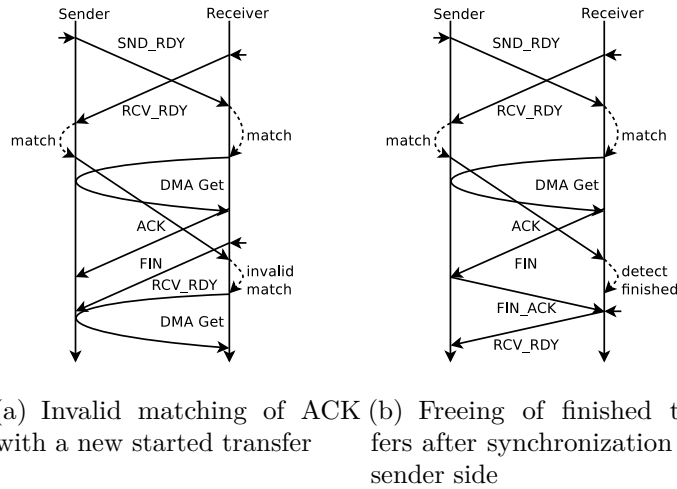 Sender
Receiver
SND_RDY
RCV_RDY
match
match
DMA Get
ACK
FIN
RCV_RDY
invalid
match
DMA Get
Sender
Receiver
SND_RDY
RCV_RDY
match
match
DMA Get
ACK
FIN
detect
finished
FIN_ACK
RCV_RDY
(a) Invalid matching of ACK
with a new started transfer
(b) Freeing of finished t
fers after synchronization
sender side